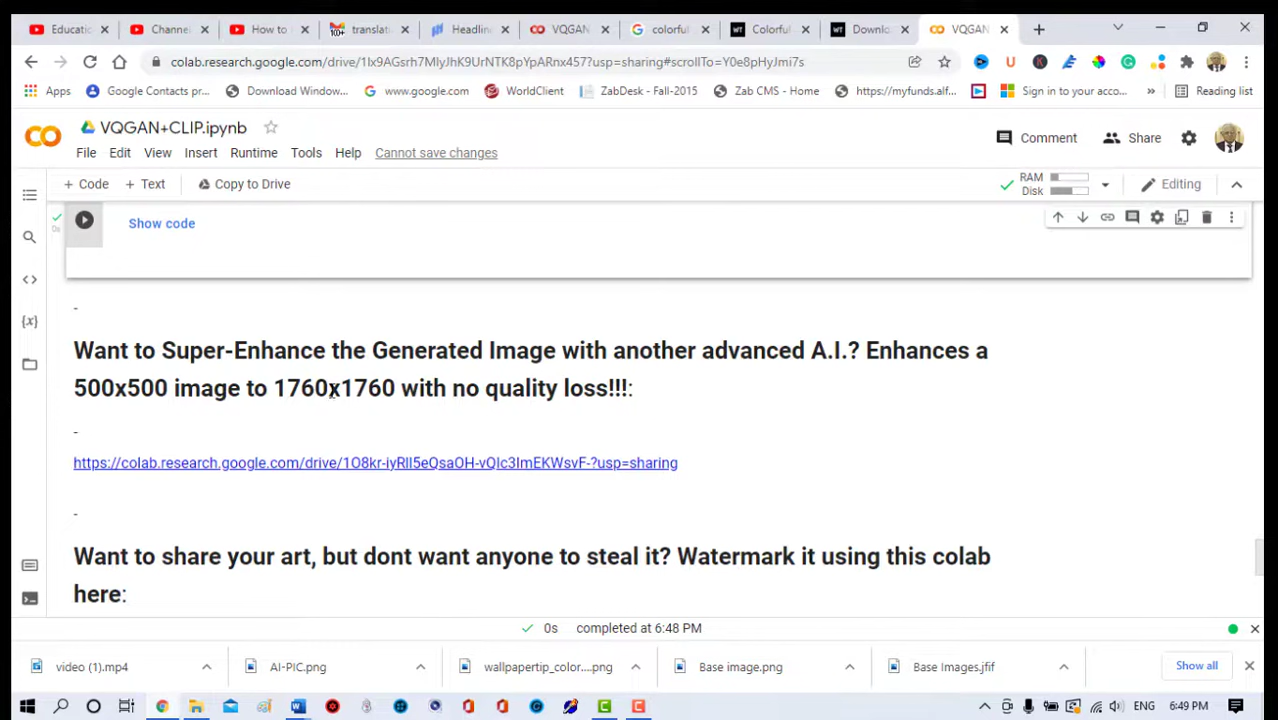 Educatio
Channel
How to
translati
Headlin
VQGAN
colorful
Colorful
Downlo
VQGAN
colab.research.google.com/drive/1Ix9AGsrh7MIyJhK9UrNTK8pYpARnx457?usp=sharing#scrollTo=Y0e8pHyJmi7s
Apps Google Contacts pr... Download Window... www.google.com WorldClient ZabDesk - Fall-2015 Zab CMS - Home https://myfunds.alf... Sign in to your acco... » Reading list
VQGAN+CLIP.ipynb
Comment Share
File Edit View Insert Runtime Tools Help Cannot save changes
+ Code + Text Copy to Drive RAM Disk Editing
Show code
0s
-
Want to Super-Enhance the Generated Image with another advanced A.I.? Enhances a
500x500 image to 1760x1760 with no quality loss!!!:
-
https://colab.research.google.com/drive/1O8kr-iyRIl5eQsaOH-vQIc3ImEKWsvF-?usp=sharing
-
Want to share your art, but dont want anyone to steal it? Watermark it using this colab
here:
0s completed at 6:48 PM
video (1).mp4 AI-PIC.png wallpapertip_color....png Base image.png Base Images.jfif Show all
ENG 6:49 PM